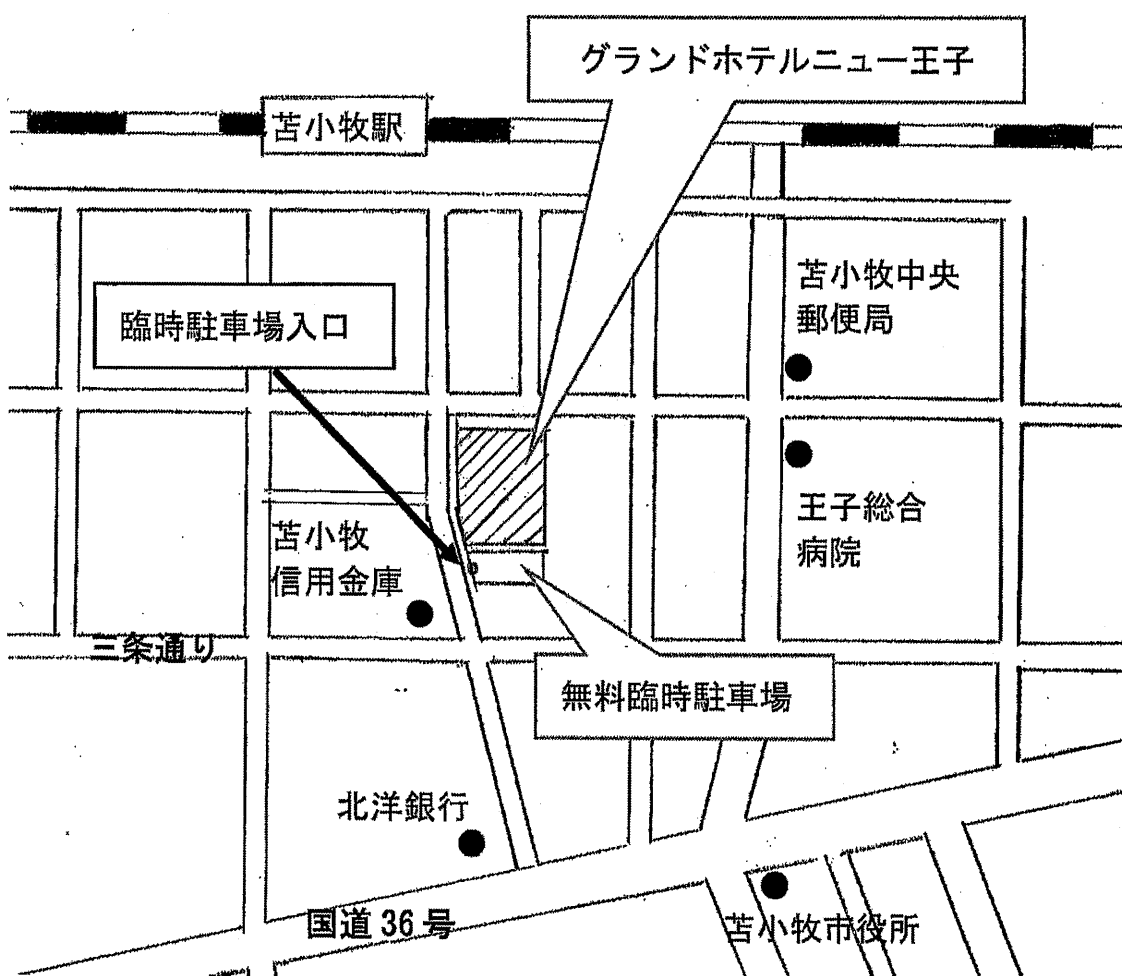 グランドホテルニュー王子
苫小牧駅
苫小牧中央
郵便局
臨時駐車場入口
王子総合
病院
苫小牧
信用金庫
三条通り
無料臨時駐車場
北洋銀行
国道36号
苫小牧市役所